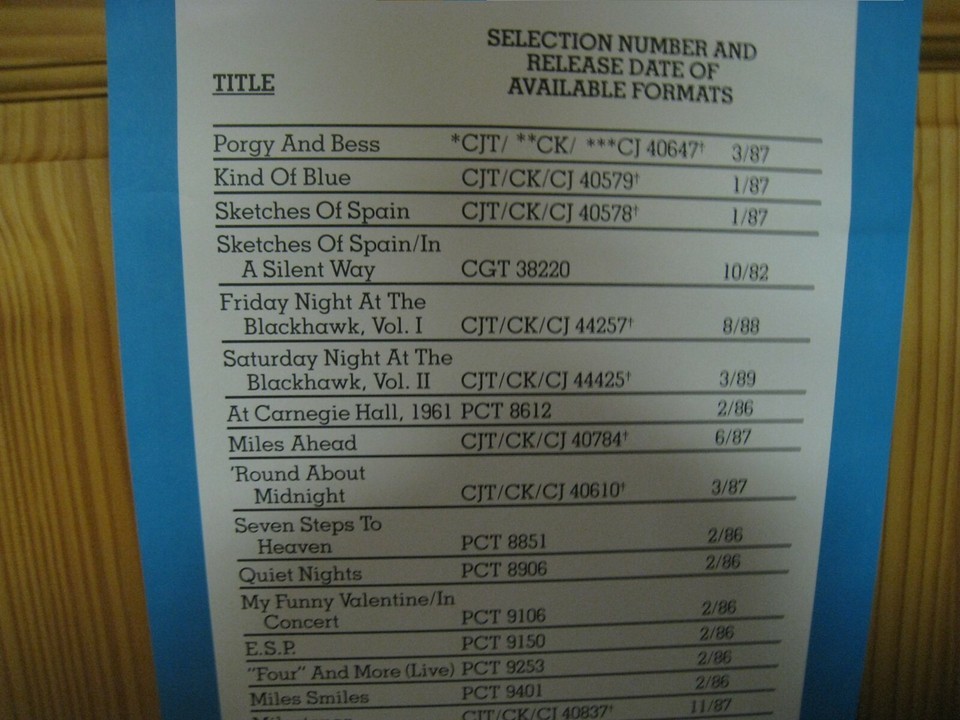 SELECTION NUMBER AND
RELEASE DATE OF
AVAILABLE FORMATS
TITLE
Porgy And Bess *CJT/ **CK/ ***CJ 40647† 3/87
Kind Of Blue CJT/CK/CJ 40579† 1/87
Sketches Of Spain CJT/CK/CJ 40578† 1/87
Sketches Of Spain/In
A Silent Way CGT 38220 10/82
Friday Night At The
Blackhawk, Vol. I CJT/CK/CJ 44257† 8/88
Saturday Night At The
Blackhawk, Vol. II CJT/CK/CJ 44425† 3/89
At Carnegie Hall, 1961 PCT 8612 2/86
Miles Ahead CJT/CK/CJ 40784† 6/87
'Round About
Midnight CJT/CK/CJ 40610† 3/87
Seven Steps To
Heaven PCT 8851 2/86
Quiet Nights PCT 8906 2/86
My Funny Valentine/In
Concert PCT 9106 2/86
E.S.P. PCT 9150 2/86
"Four" And More (Live) PCT 9253 2/86
Miles Smiles PCT 9401 2/86
CJT/CK/CJ 40837† 11/87